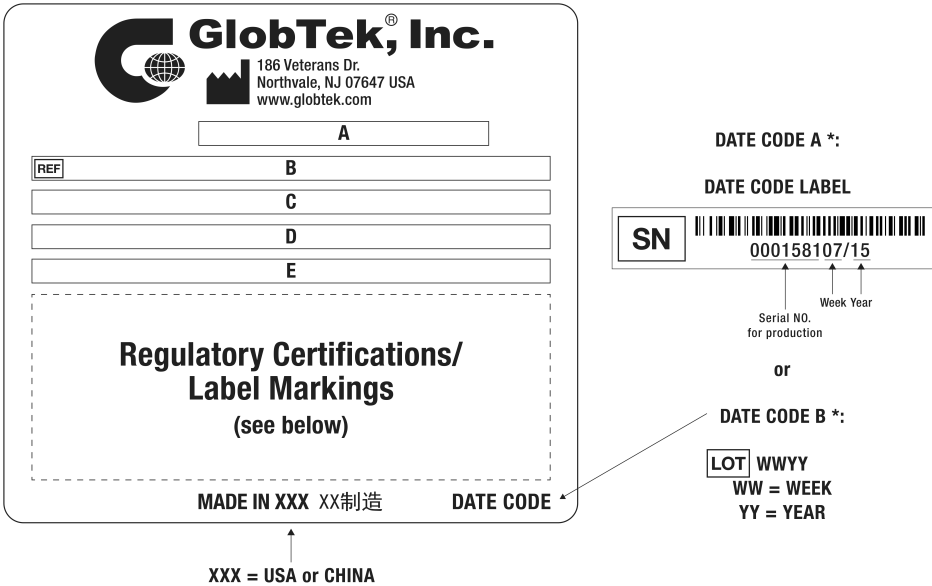 GlobTek, Inc.®
186 Veterans Dr.
Northvale, NJ 07647 USA
www.globtek.com
A
REF B
C
D
E
Regulatory Certifications/
Label Markings
(see below)
MADE IN XXX XX制造 DATE CODE
XXX = USA or CHINA
DATE CODE A *:
DATE CODE LABEL
SN
000158107/15
Week Year
Serial NO.
for production
or
DATE CODE B *:
LOT WWYY
WW = WEEK
YY = YEAR